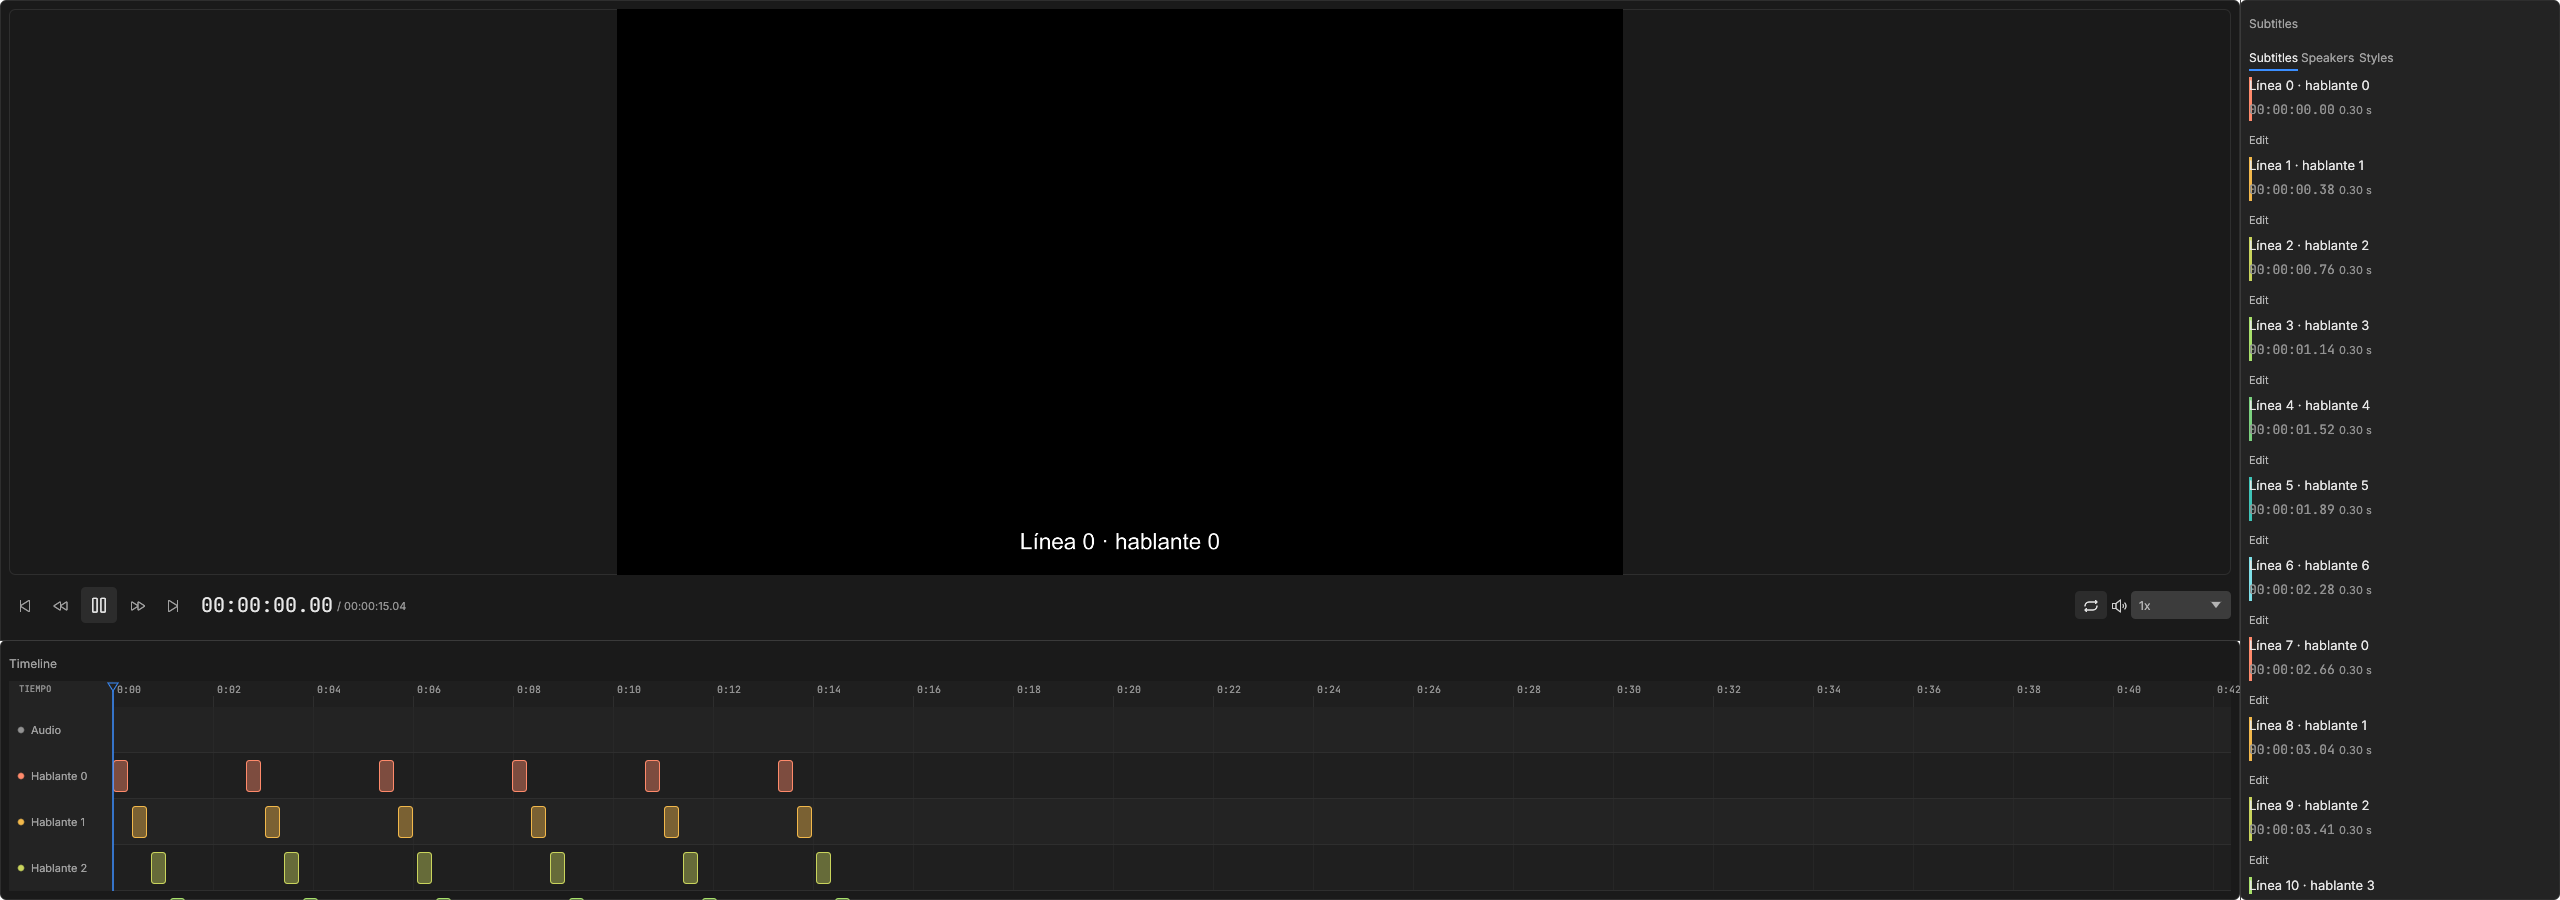 Línea 0 · hablante 0
00:00:00.00 / 00:00:15.04
1x
Timeline
TIEMPO 0:00 0:02 0:04 0:06 0:08 0:10 0:12 0:14 0:16 0:18 0:20 0:22 0:24 0:26 0:28 0:30 0:32 0:34 0:36 0:38 0:40 0:42
Audio
Hablante 0
Hablante 1
Hablante 2
Subtitles
Subtitles Speakers Styles
Línea 0 · hablante 0
00:00:00.00 0.30 s
Edit
Línea 1 · hablante 1
00:00:00.38 0.30 s
Edit
Línea 2 · hablante 2
00:00:00.76 0.30 s
Edit
Línea 3 · hablante 3
00:00:01.14 0.30 s
Edit
Línea 4 · hablante 4
00:00:01.52 0.30 s
Edit
Línea 5 · hablante 5
00:00:01.89 0.30 s
Edit
Línea 6 · hablante 6
00:00:02.28 0.30 s
Edit
Línea 7 · hablante 0
00:00:02.66 0.30 s
Edit
Línea 8 · hablante 1
00:00:03.04 0.30 s
Edit
Línea 9 · hablante 2
00:00:03.41 0.30 s
Edit
Línea 10 · hablante 3